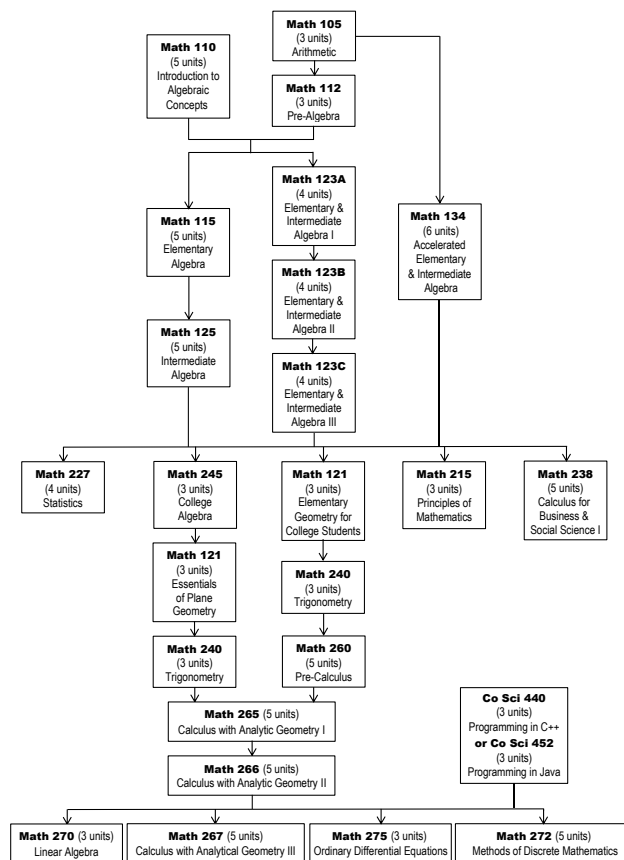 Math 105
(3 units)
Arithmetic
Math 110
(5 units)
Introduction to
Algebraic
Concepts
Math 112
(3 units)
Pre-Algebra
Math 123A
(4 units)
Elementary &
Intermediate
Algebra I
Math 115
(5 units)
Elementary
Algebra
Math 134
(6 units)
Accelerated
Elementary
& Intermediate
Algebra
Math 123B
(4 units)
Elementary &
Intermediate
Algebra II
Math 125
(5 units)
Intermediate
Algebra
Math 123C
(4 units)
Elementary &
Intermediate
Algebra III
Math 227
(4 units)
Statistics
Math 245
(3 units)
College
Algebra
Math 121
(3 units)
Elementary
Geometry for
College Students
Math 215
(3 units)
Principles of
Mathematics
Math 238
(5 units)
Calculus for
Business &
Social Science I
Math 121
(3 units)
Essentials
of Plane
Geometry
Math 240
(3 units)
Trigonometry
Math 240
(3 units)
Trigonometry
Math 260
(5 units)
Pre-Calculus
Math 265 (5 units)
Calculus with Analytic Geometry I
Co Sci 440
(3 units)
Programming in C++
or Co Sci 452
(3 units)
Programming in Java
Math 266 (5 units)
Calculus with Analytic Geometry II
Math 270 (3 units)
Linear Algebra
Math 267 (5 units)
Calculus with Analytical Geometry III
Math 275 (3 units)
Ordinary Differential Equations
Math 272 (5 units)
Methods of Discrete Mathematics